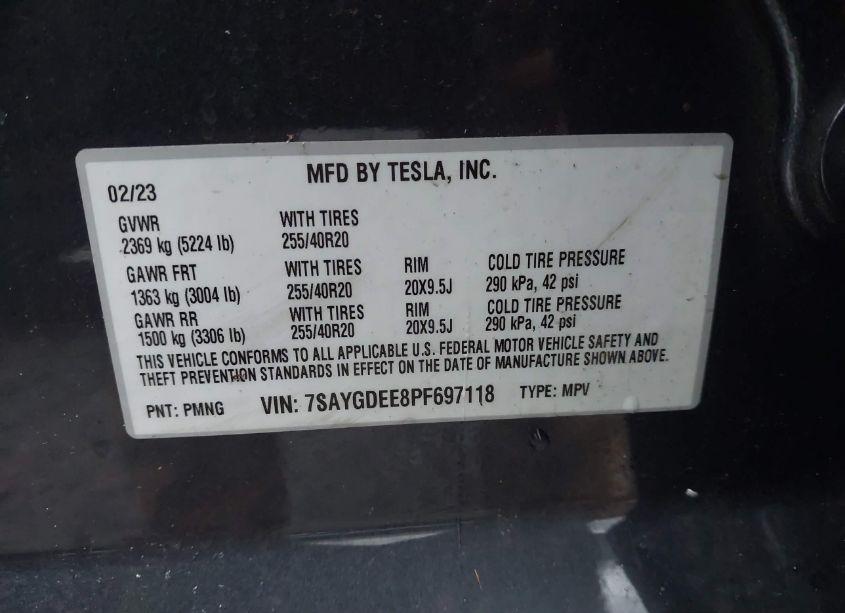 MFD BY TESLA, INC.
02/23
GVWR WITH TIRES
2369 kg (5224 lb) 255/40R20
GAWR FRT WITH TIRES RIM COLD TIRE PRESSURE
1363 kg (3004 lb) 255/40R20 20X9.5J 290 kPa, 42 psi
GAWR RR WITH TIRES RIM COLD TIRE PRESSURE
1500 kg (3306 lb) 255/40R20 20X9.5J 290 kPa, 42 psi
THIS VEHICLE CONFORMS TO ALL APPLICABLE U.S. FEDERAL MOTOR VEHICLE SAFETY AND
THEFT PREVENTION STANDARDS IN EFFECT ON THE DATE OF MANUFACTURE SHOWN ABOVE.
PNT: PMNG VIN: 7SAYGDEE8PF697118 TYPE: MPV